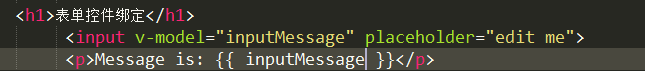 <h1>表单控件绑定</h1>
<input v-model="inputMessage" placeholder="edit me">
<p>Message is: {{ inputMessage }}</p>